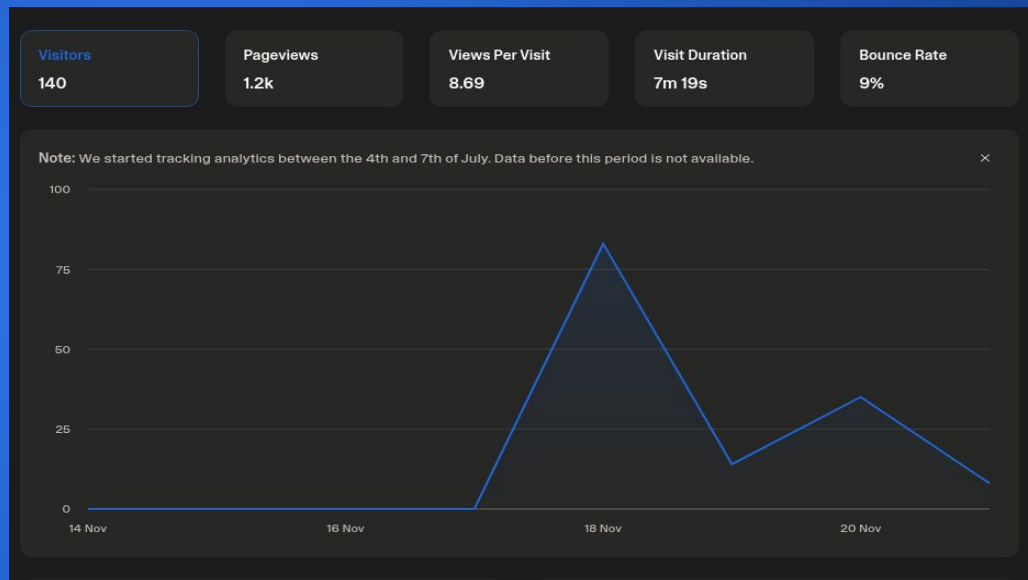 Visitors
140
Pageviews
1.2k
Views Per Visit
8.69
Visit Duration
7m 19s
Bounce Rate
9%
Note: We started tracking analytics between the 4th and 7th of July. Data before this period is not available.
100
75
50
25
0
14 Nov
16 Nov
18 Nov
20 Nov